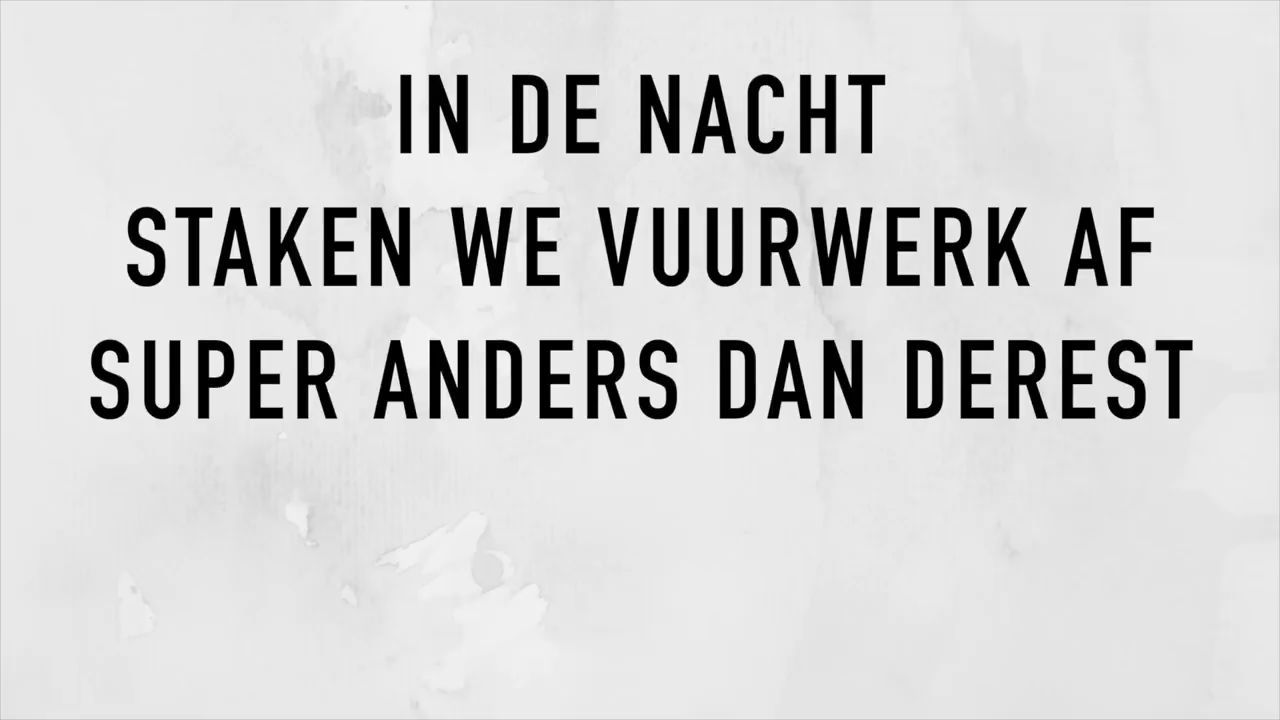 IN DE NACHT
STAKEN WE VUURWERK AF
SUPER ANDERS DAN DEREST